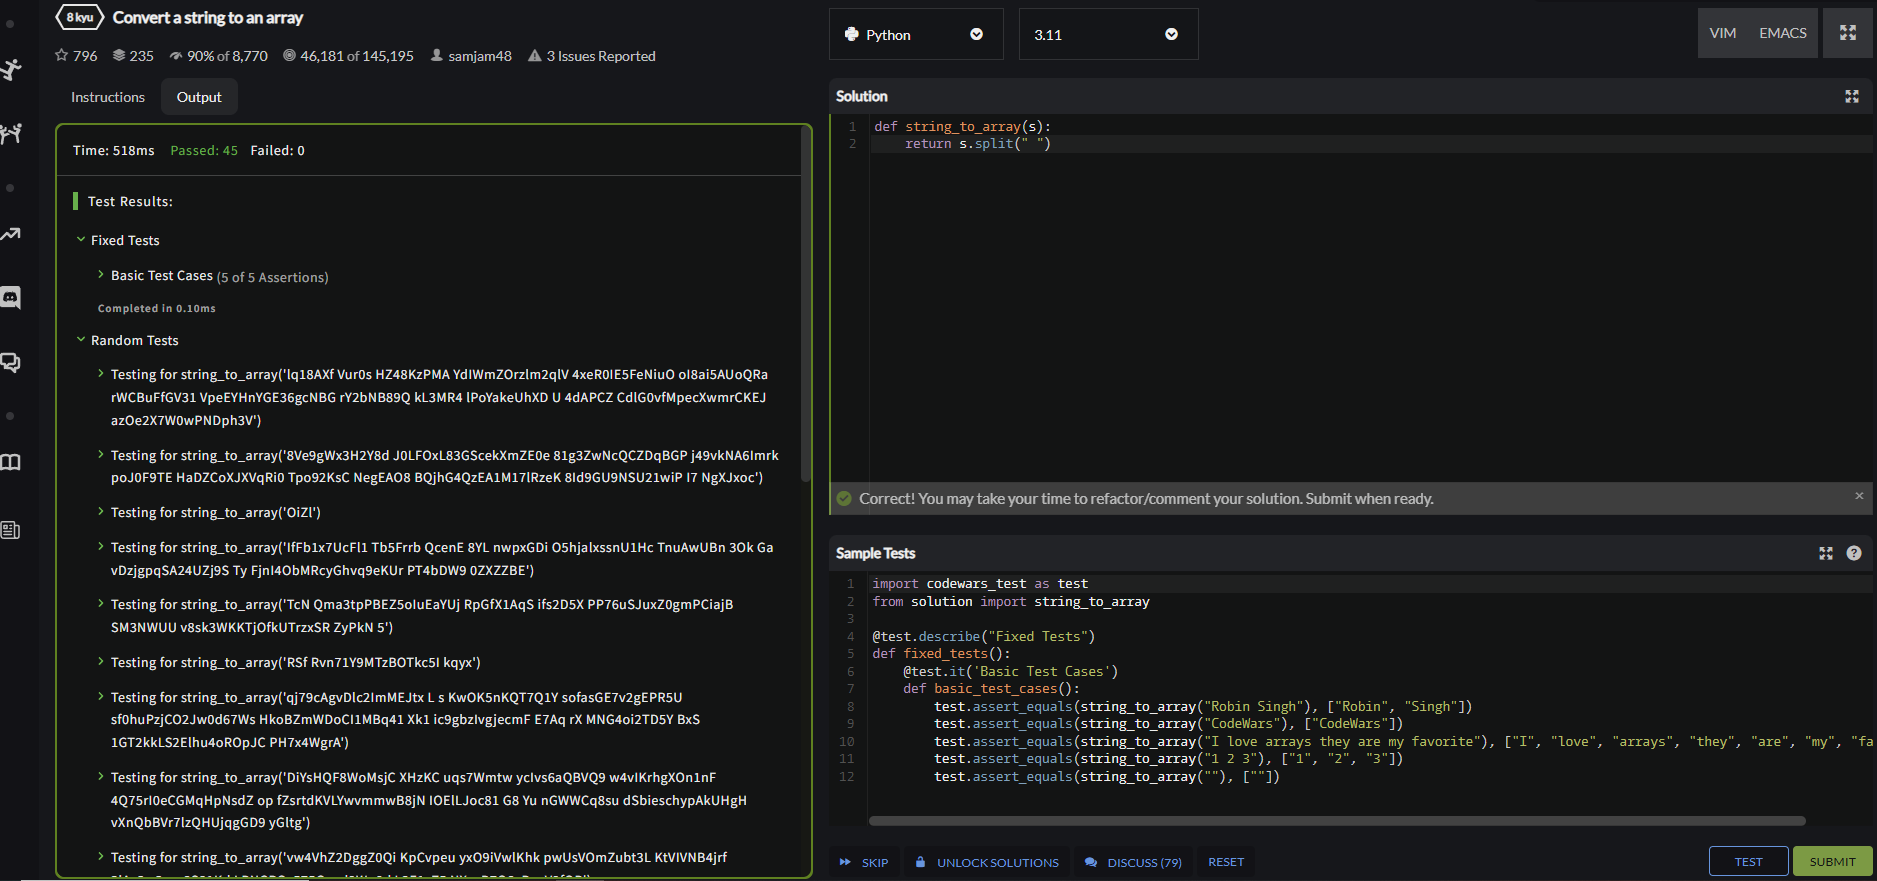 8 kyu Convert a string to an array
796 235 90% of 8,770 46,181 of 145,195 samjam48 3 Issues Reported
Instructions Output
Time: 518ms Passed: 45 Failed: 0
Test Results:
Fixed Tests
Basic Test Cases (5 of 5 Assertions)
Completed in 0.10ms
Random Tests
Testing for string_to_array('lq18AXf Vur0s HZ48KzPMA YdIWmZOrzlm2qlV 4xeR0IE5FeNiuO oI8ai5AUoQRa
rWCBuFfGV31 VpeEYHnYGE36gcNBG rY2bNB89Q kL3MR4 lPoYakeUhXD U 4dAPCZ CdlG0vfMpecXwmrCKEJ
azOe2X7W0wPNDph3V')
Testing for string_to_array('8Ve9gWx3H2Y8d J0LFOxL83GScekXmZE0e 81g3ZwNcQCZDqBGP j49vkNA6Imrk
poJ0F9TE HaDZCoXJXVqRi0 Tpo92KsC NegEAO8 BQjhG4QzEA1M17lRzeK 8Id9GU9NSU21wiP I7 NgXJxoc')
Testing for string_to_array('OiZl')
Testing for string_to_array('IfFb1x7UcFl1 Tb5Frrb QcenE 8YL nwpxGDi O5hjalxssnU1Hc TnuAwUBn 3Ok Ga
vDzjgpqSA24UZj9S Ty FjnI4ObMRcyGhvq9eKUr PT4bDW9 0ZXZZBE')
Testing for string_to_array('TcN Qma3tpPBEZ5oIuEaYUj RpGfX1AqS ifs2D5X PP76uSJuxZ0gmPCiajB
SM3NWUU v8sk3WKKTjOfkUTrzxSR ZyPkN 5')
Testing for string_to_array('RSf Rvn71Y9MTzBOTkc5I kqyx')
Testing for string_to_array('qj79cAgvDlc2ImMEJtx L s KwOK5nKQT7Q1Y sofasGE7v2gEPR5U
sf0huPzjCO2Jw0d67Ws HkoBZmWDoCI1MBq41 Xk1 ic9gbzIvgjecmF E7Aq rX MNG4oi2TD5Y BxS
1GT2kkLS2Elhu4oROpJC PH7x4WgrA')
Testing for string_to_array('DiYsHQF8WoMsjC XHzKC uqs7Wmtw ycIvs6aQBVQ9 w4vIKrhgXOn1nF
4Q75rI0eCGMqHpNsdZ op fZsrtdKVLYwvmmwB8jN IOElLJoc81 G8 Yu nGWWCq8su dSbieschypAkUHgH
vXnQbBVr7lzQHUjqgGD9 yGltg')
Testing for string_to_array('vw4VhZ2DggZ0Qi KpCvpeu yxO9iVwlKhk pwUsVOmZubt3L KtVIVNB4jrf
Python 3.11 VIM EMACS
Solution
1 def string_to_array(s):
2 return s.split(" ")
Correct! You may take your time to refactor/comment your solution. Submit when ready. ×
Sample Tests ?
1 import codewars_test as test
2 from solution import string_to_array
3
4 @test.describe("Fixed Tests")
5 def fixed_tests():
6 @test.it('Basic Test Cases')
7 def basic_test_cases():
8 test.assert_equals(string_to_array("Robin Singh"), ["Robin", "Singh"])
9 test.assert_equals(string_to_array("CodeWars"), ["CodeWars"])
10 test.assert_equals(string_to_array("I love arrays they are my favorite"), ["I", "love", "arrays", "they", "are", "my", "fa
11 test.assert_equals(string_to_array("1 2 3"), ["1", "2", "3"])
12 test.assert_equals(string_to_array(""), [""])
SKIP UNLOCK SOLUTIONS DISCUSS (79) RESET TEST SUBMIT